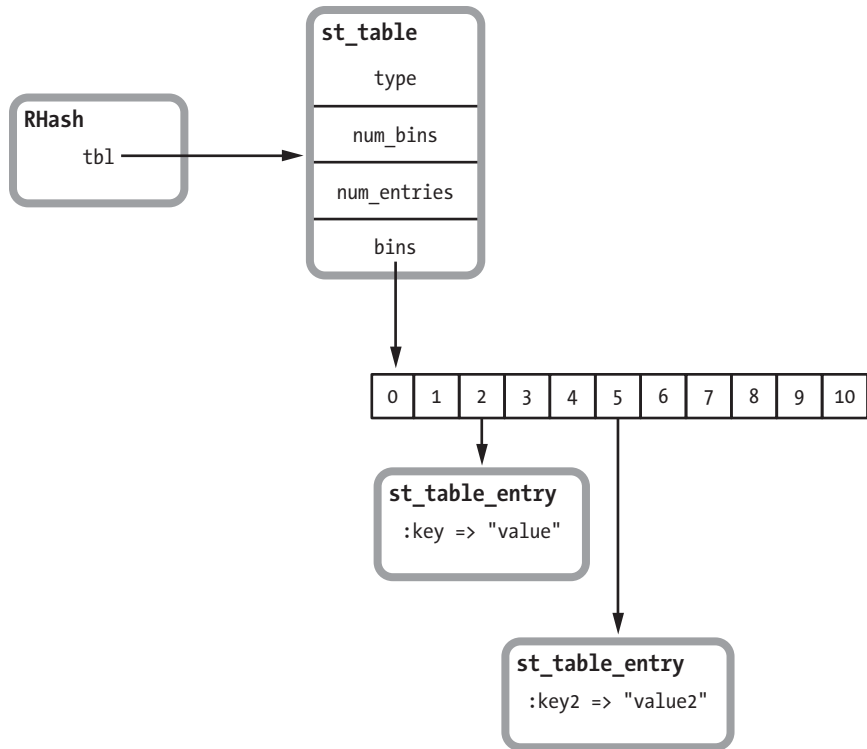 st_table
type
num_bins
num_entries
bins
RHash
tbl
0 1 2 3 4 5 6 7 8 9 10
st_table_entry
:key => "value"
st_table_entry
:key2 => "value2"